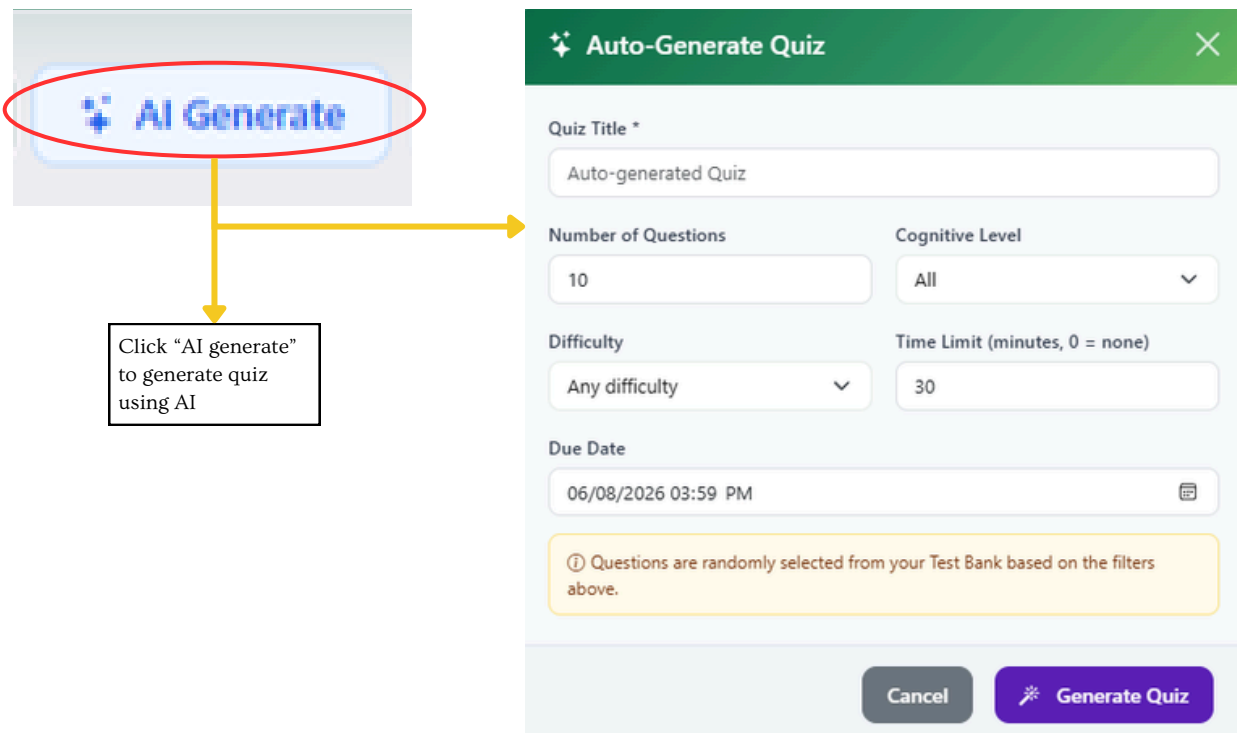 AI Generate
Click “AI generate”
to generate quiz
using AI
Auto-Generate Quiz
Quiz Title *
Auto-generated Quiz
Number of Questions
Cognitive Level
10
All
Difficulty
Time Limit (minutes, 0 = none)
Any difficulty
30
Due Date
06/08/2026 03:59 PM
Questions are randomly selected from your Test Bank based on the filters
above.
Cancel
Generate Quiz